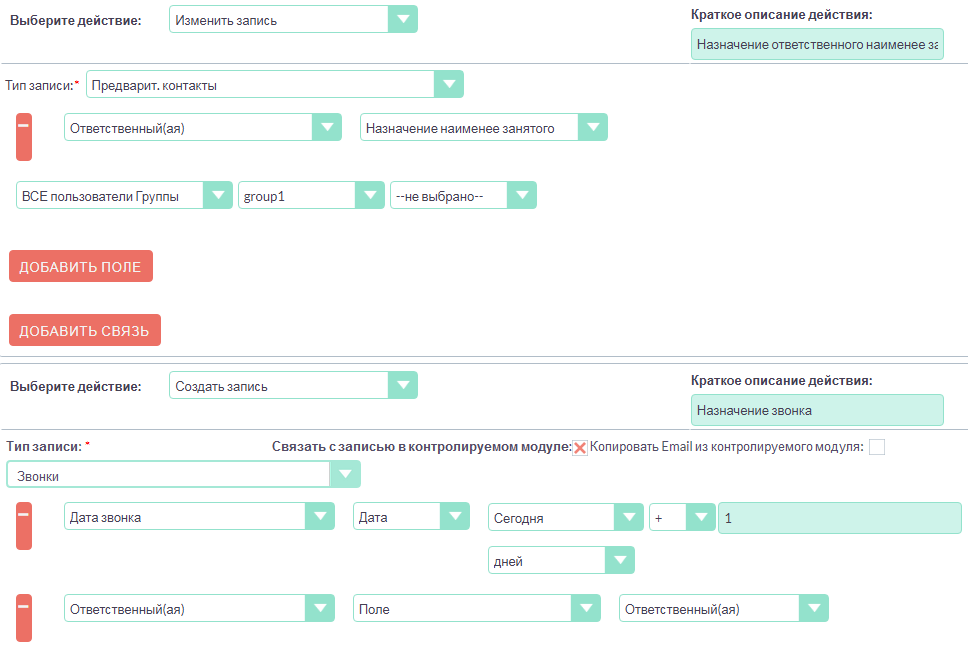 Выберите действие: Изменить запись Краткое описание действия:
Назначение ответственного наименее за
Тип записи:* Предварит. контакты
Ответственный(ая) Назначение наименее занятого
ВСЕ пользователи Группы group1 --не выбрано--
ДОБАВИТЬ ПОЛЕ
ДОБАВИТЬ СВЯЗЬ
Выберите действие: Создать запись Краткое описание действия:
Назначение звонка
Тип записи: * Связать с записью в контролируемом модуле: Копировать Email из контролируемого модуля:
Звонки
Дата звонка Дата Сегодня + 1
дней
Ответственный(ая) Поле Ответственный(ая)